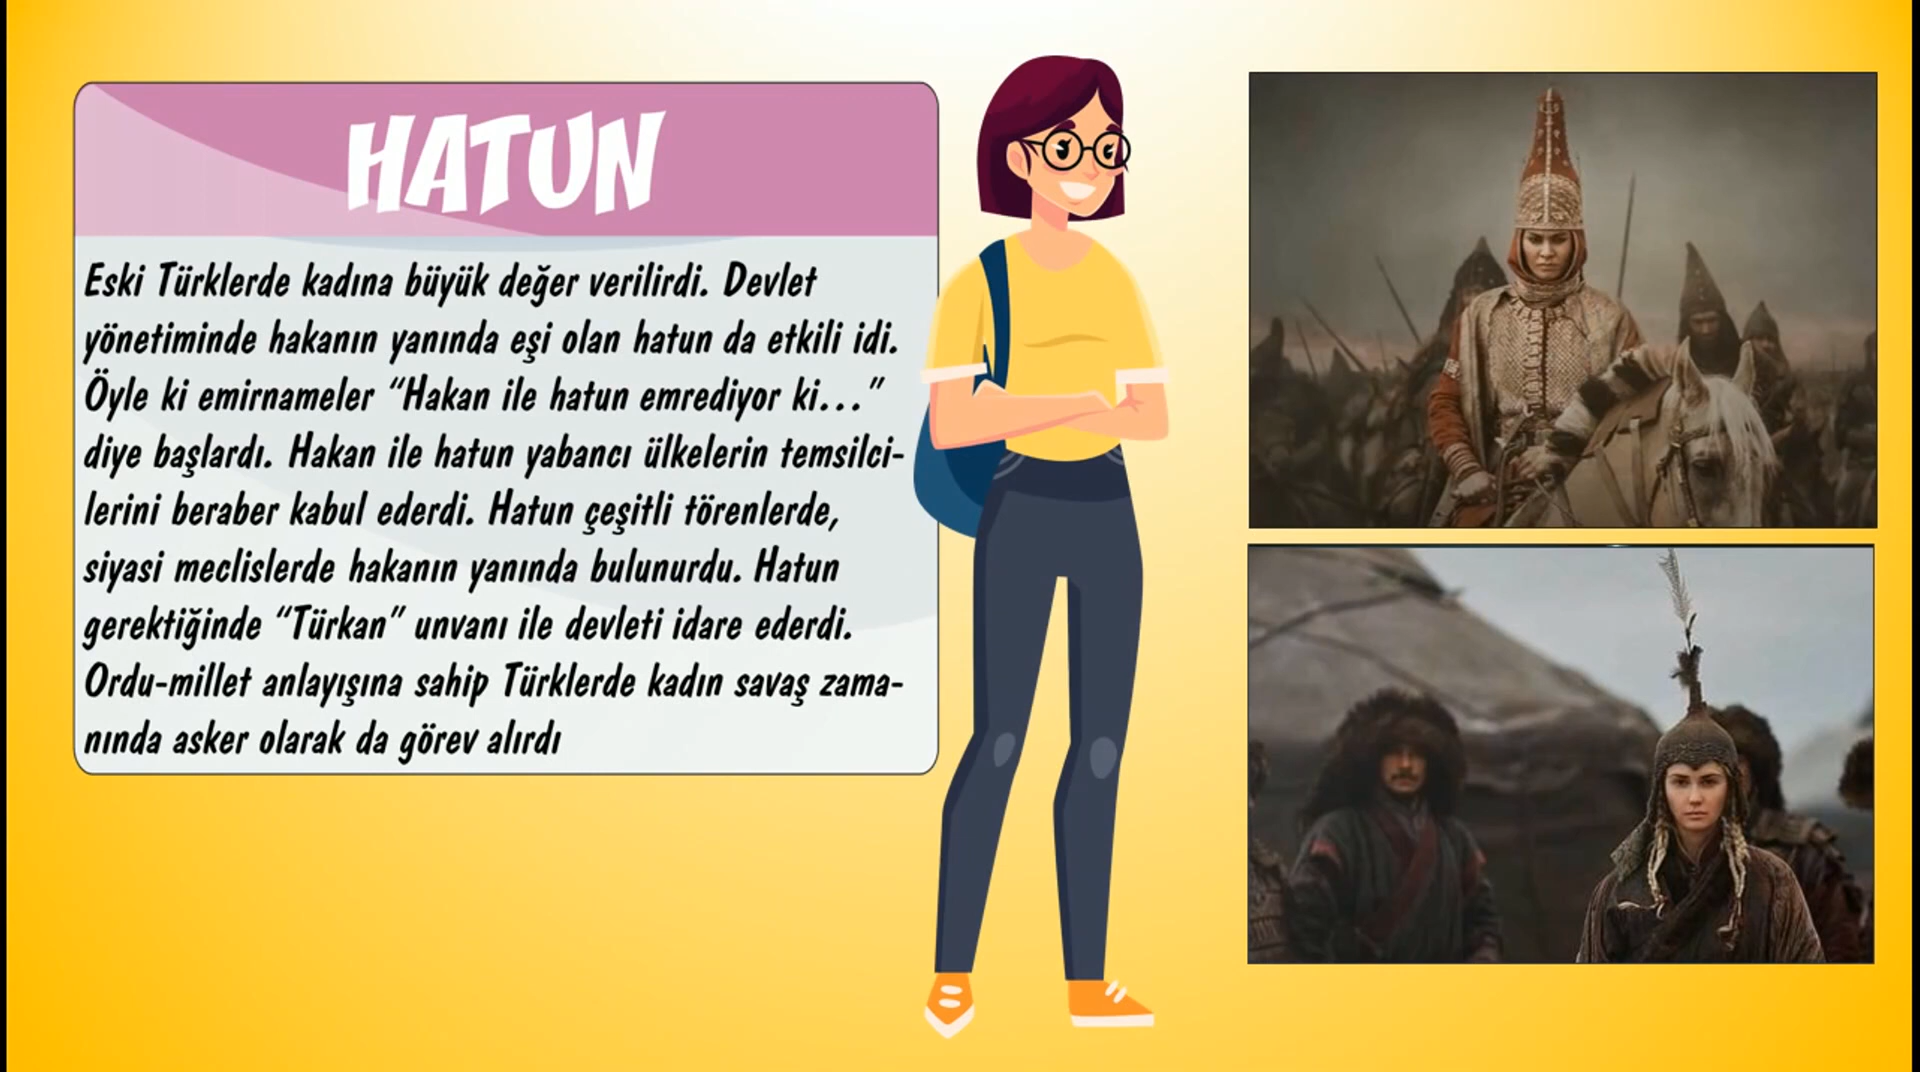 HATUN
Eski Türklerde kadına büyük değer verilirdi. Devlet
yönetiminde hakanın yanında eşi olan hatun da etkili idi.
Öyle ki emirnameler “Hakan ile hatun emrediyor ki...”
diye başlardı. Hakan ile hatun yabancı ülkelerin temsilci-
lerini beraber kabul ederdi. Hatun çeşitli törenlerde,
siyasi meclislerde hakanın yanında bulunurdu. Hatun
gerektiğinde “Türkan” unvanı ile devleti idare ederdi.
Ordu-millet anlayışına sahip Türklerde kadın savaş zama-
nında asker olarak da görev alırdı